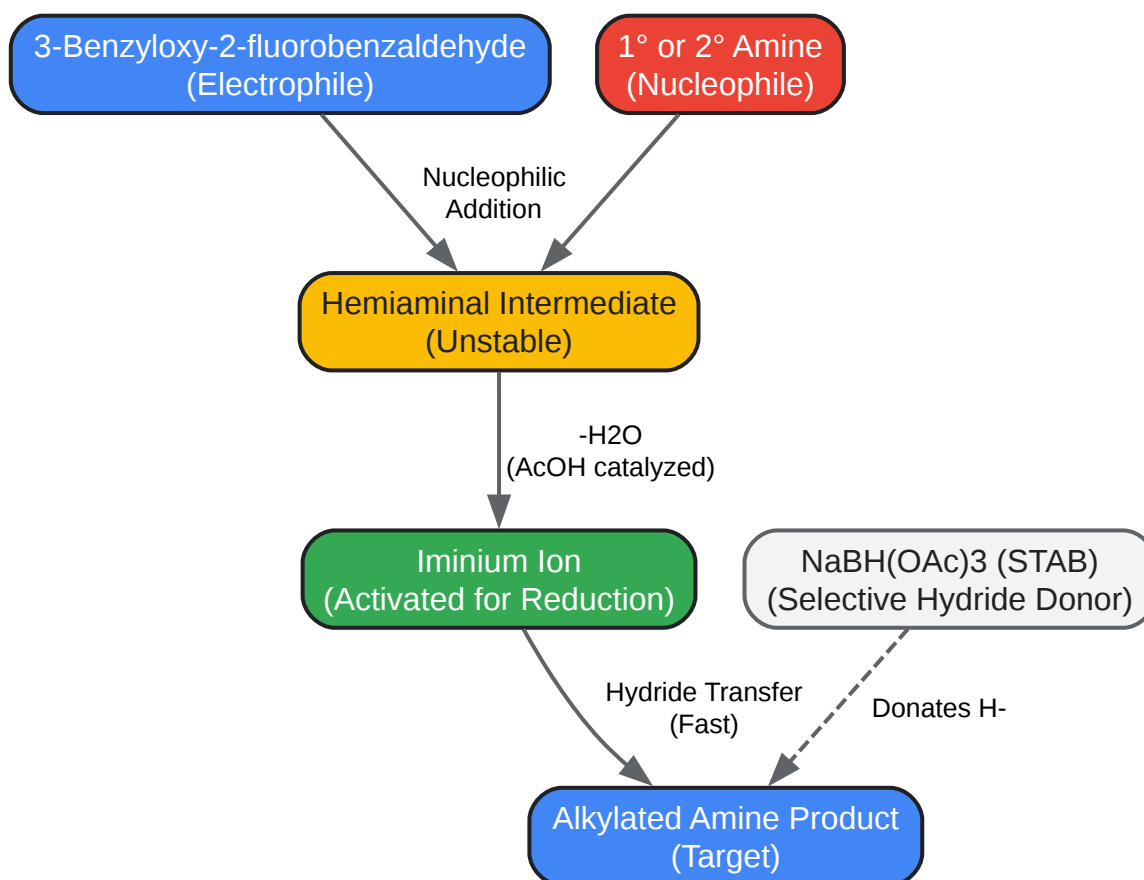 3-Benzyloxy-2-fluorobenzaldehyde
(Electrophile)
1° or 2° Amine
(Nucleophile)
Nucleophilic
Addition
Hemiaminal Intermediate
(Unstable)
-H2O
(AcOH catalyzed)
Iminium Ion
(Activated for Reduction)
NaBH(OAc)3 (STAB)
(Selective Hydride Donor)
Hydride Transfer
(Fast)
Donates H-
Alkylated Amine Product
(Target)